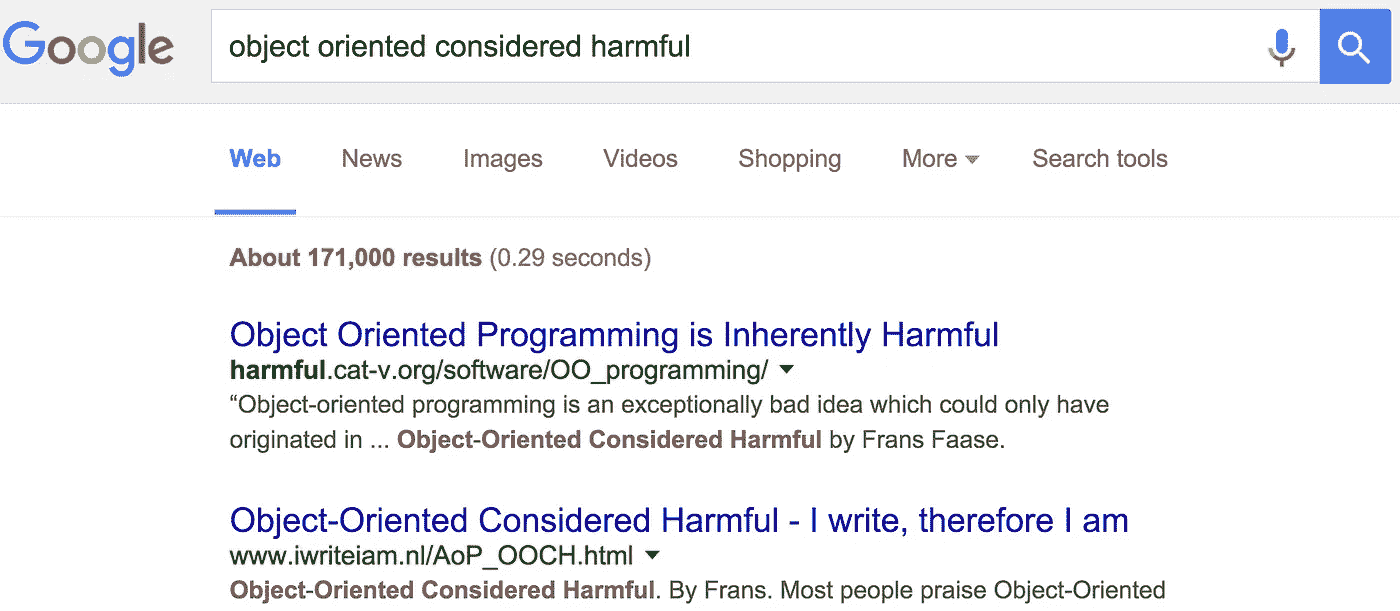 Google object oriented considered harmful
Web News Images Videos Shopping More Search tools
About 171,000 results (0.29 seconds)
Object Oriented Programming is Inherently Harmful
harmful.cat-v.org/software/OO_programming/
“Object-oriented programming is an exceptionally bad idea which could only have
originated in ... Object-Oriented Considered Harmful by Frans Faase.
Object-Oriented Considered Harmful - I write, therefore I am
www.iwriteiam.nl/AoP_OOCH.html
Object-Oriented Considered Harmful. By Frans. Most people praise Object-Oriented